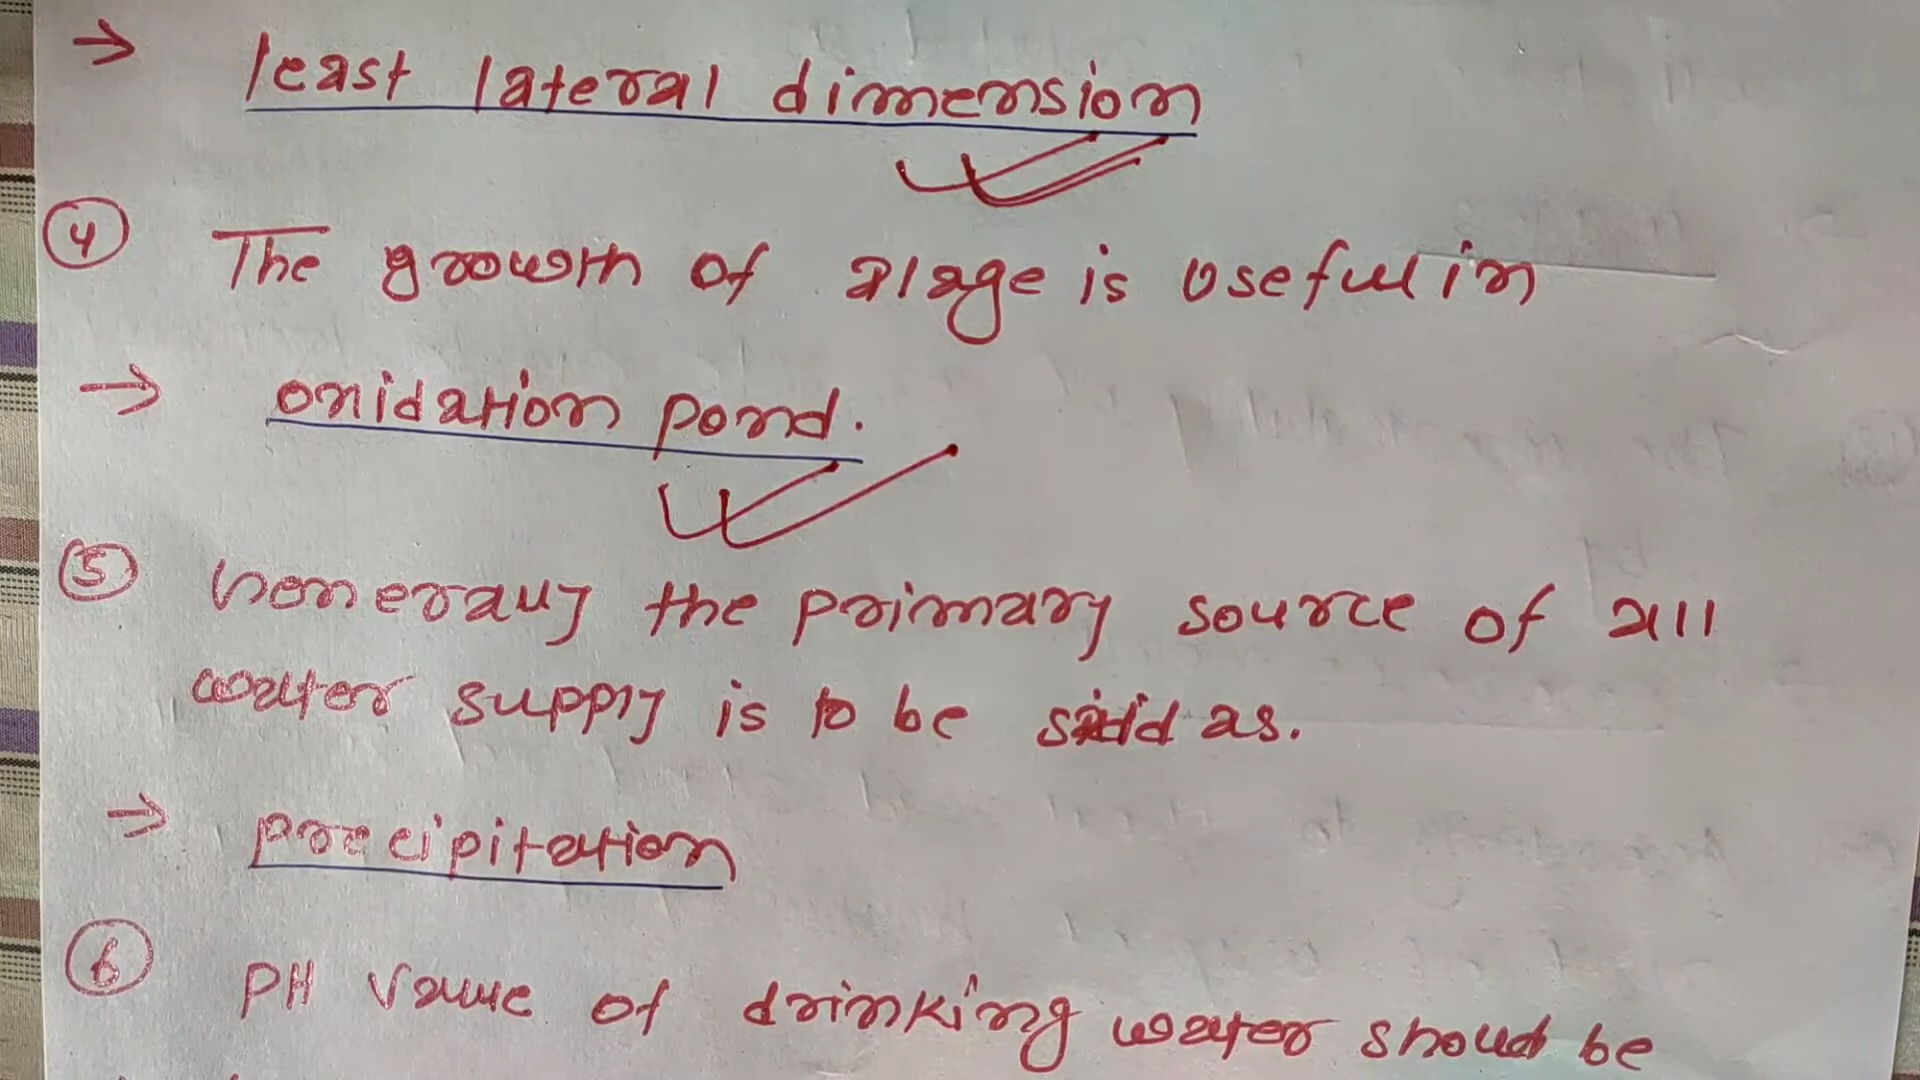 → least lateral dimension
④ The growth of alage is useful in
→ oxidation pond.
⑤ Generally the primary source of all
water supply is to be said as.
→ precipitation
⑥ PH value of drinking water should be